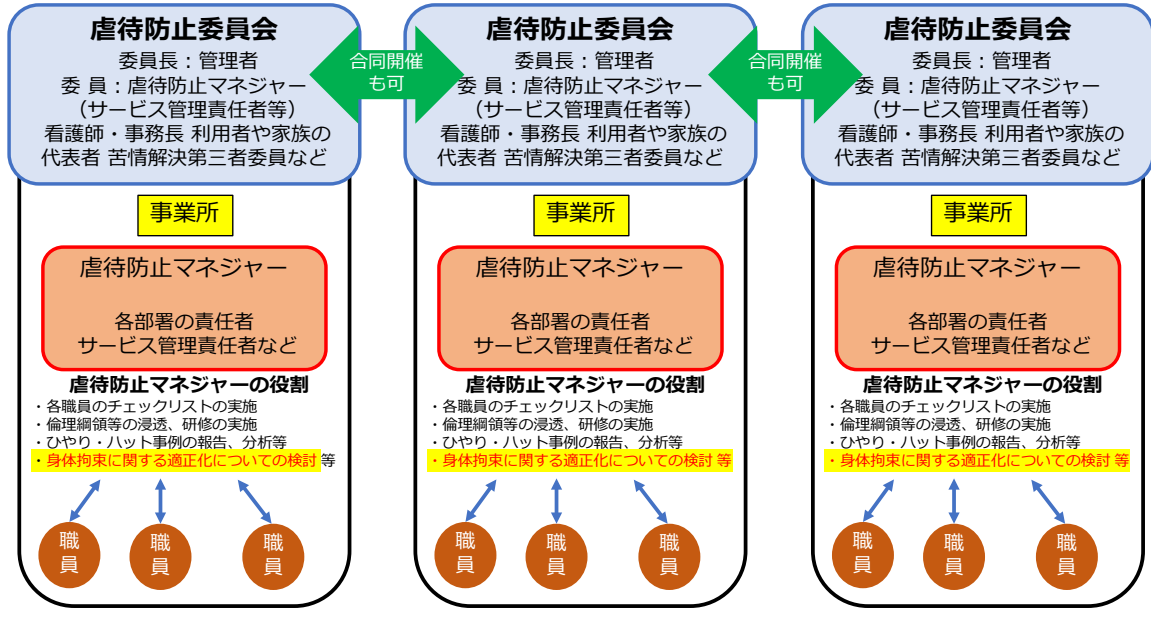 虐待防止委員会
委員長：管理者
委 員：虐待防止マネジャー
（サービス管理責任者等）
看護師・事務長 利用者や家族の
代表者 苦情解決第三者委員など
合同開催
も可
虐待防止委員会
委員長：管理者
委 員：虐待防止マネジャー
（サービス管理責任者等）
看護師・事務長 利用者や家族の
代表者 苦情解決第三者委員など
合同開催
も可
虐待防止委員会
委員長：管理者
委 員：虐待防止マネジャー
（サービス管理責任者等）
看護師・事務長 利用者や家族の
代表者 苦情解決第三者委員など
事業所
虐待防止マネジャー
各部署の責任者
サービス管理責任者など
虐待防止マネジャーの役割
・各職員のチェックリストの実施
・倫理綱領等の浸透、研修の実施
・ひやり・ハット事例の報告、分析等
・身体拘束に関する適正化についての検討 等
職
員
職
員
職
員
事業所
虐待防止マネジャー
各部署の責任者
サービス管理責任者など
虐待防止マネジャーの役割
・各職員のチェックリストの実施
・倫理綱領等の浸透、研修の実施
・ひやり・ハット事例の報告、分析等
・身体拘束に関する適正化についての検討 等
職
員
職
員
職
員
事業所
虐待防止マネジャー
各部署の責任者
サービス管理責任者など
虐待防止マネジャーの役割
・各職員のチェックリストの実施
・倫理綱領等の浸透、研修の実施
・ひやり・ハット事例の報告、分析等
・身体拘束に関する適正化についての検討 等
職
員
職
員
職
員